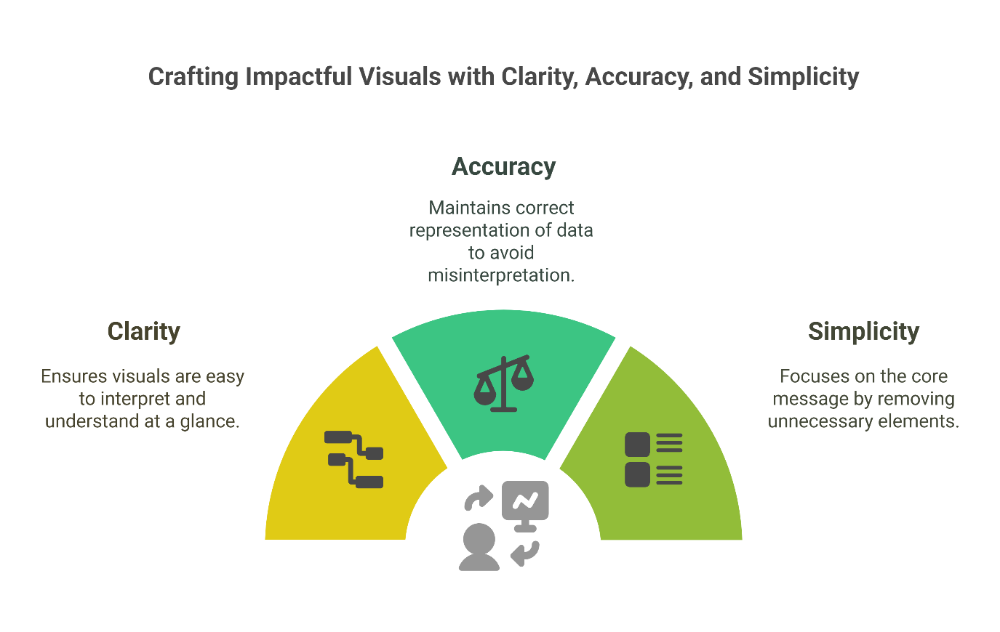 Crafting Impactful Visuals with Clarity, Accuracy, and Simplicity
Accuracy
Maintains correct
representation of data
to avoid
misinterpretation.
Clarity
Ensures visuals are easy
to interpret and
understand at a glance.
Simplicity
Focuses on the core
message by removing
unnecessary elements.